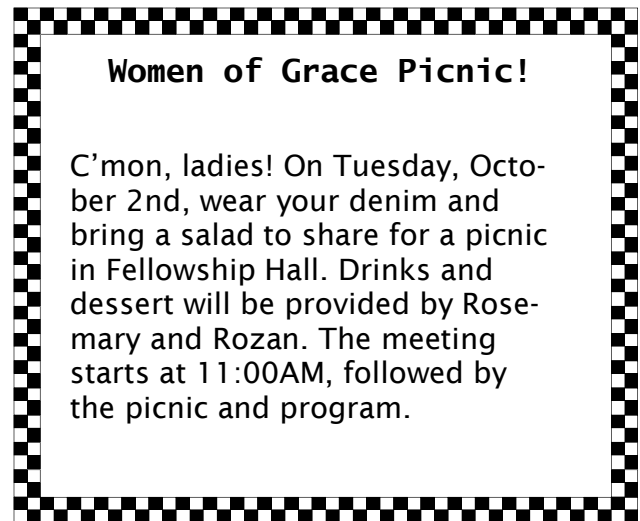 Women of Grace Picnic!
C’mon, ladies! On Tuesday, Octo-
ber 2nd, wear your denim and
bring a salad to share for a picnic
in Fellowship Hall. Drinks and
dessert will be provided by Rose-
mary and Rozan. The meeting
starts at 11:00AM, followed by
the picnic and program.